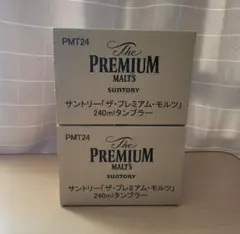 PMT24
The
PREMIUM
MALT'S
SUNTORY
サントリー「ザ・プレミアム・モルツ」
240mlタンブラー
PMT24
The
PREMIUM
MALT'S
SUNTORY
サントリー「ザ・プレミアム・モルツ」
240mlタンブラー